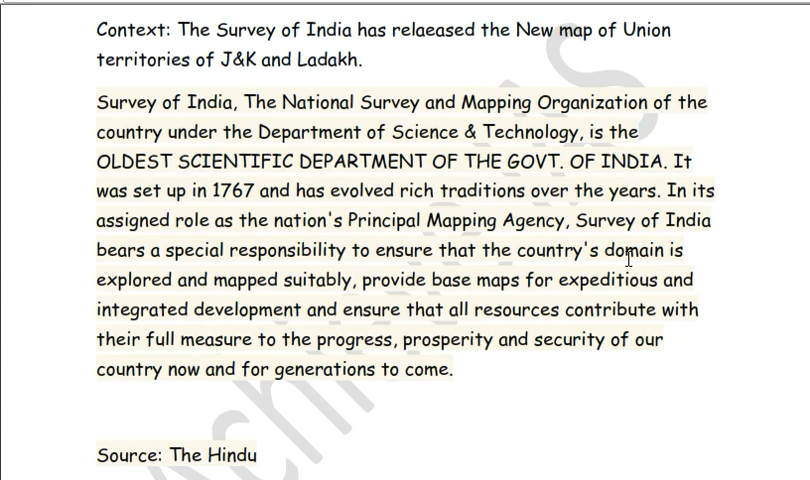 Context: The Survey of India has relaeased the New map of Union
territories of J&K and Ladakh.
Survey of India, The National Survey and Mapping Organization of the
country under the Department of Science & Technology, is the
OLDEST SCIENTIFIC DEPARTMENT OF THE GOVT. OF INDIA. It
was set up in 1767 and has evolved rich traditions over the years. In its
assigned role as the nation's Principal Mapping Agency, Survey of India
bears a special responsibility to ensure that the country's domain is
explored and mapped suitably, provide base maps for expeditious and
integrated development and ensure that all resources contribute with
their full measure to the progress, prosperity and security of our
country now and for generations to come.
Source: The Hindu